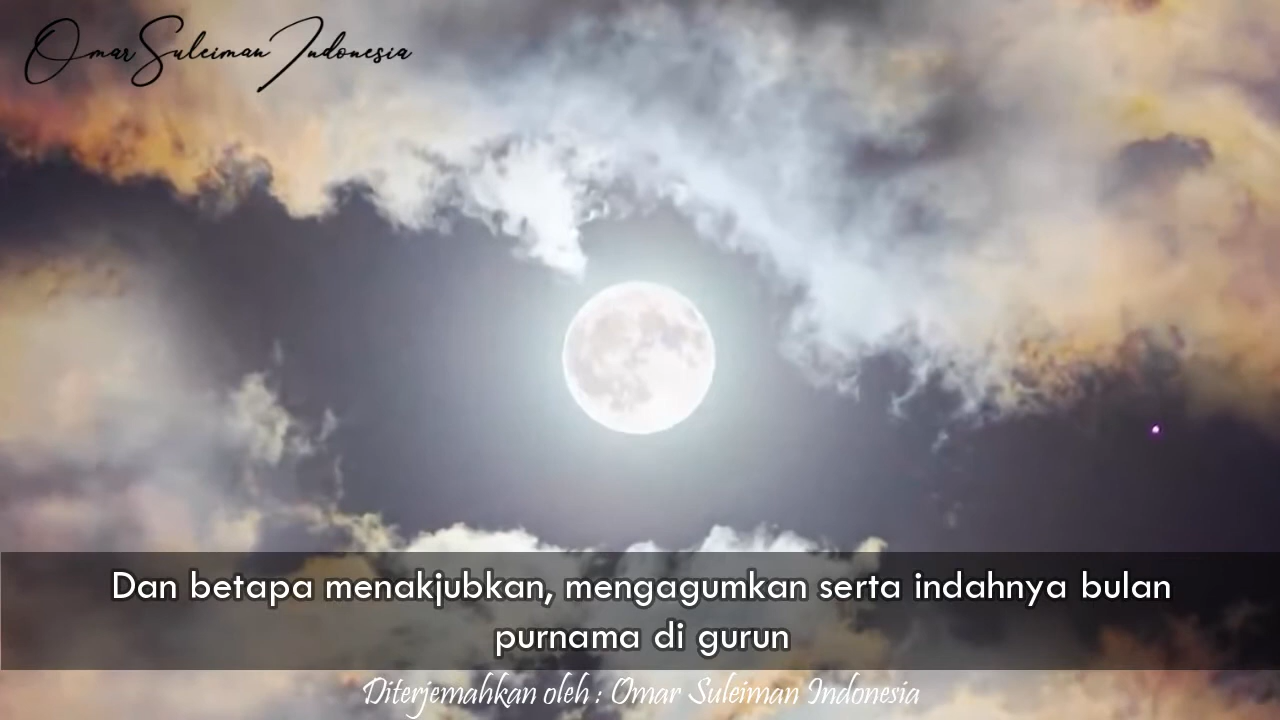 Omar Suleiman Indonesia
Dan betapa menakjubkan, mengagumkan serta indahnya bulan
purnama di gurun
Diterjemahkan oleh : Omar Suleiman Indonesia